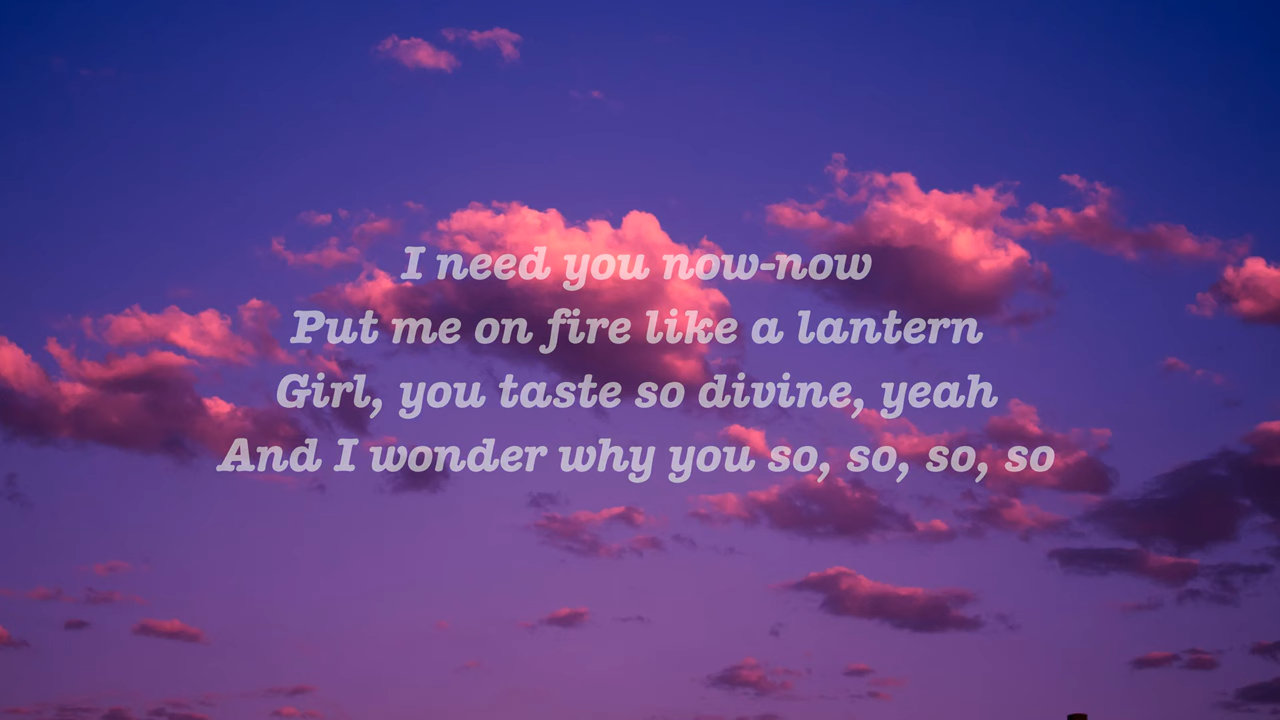 I need you now-now
Put me on fire like a lantern
Girl, you taste so divine, yeah
And I wonder why you so, so, so, so